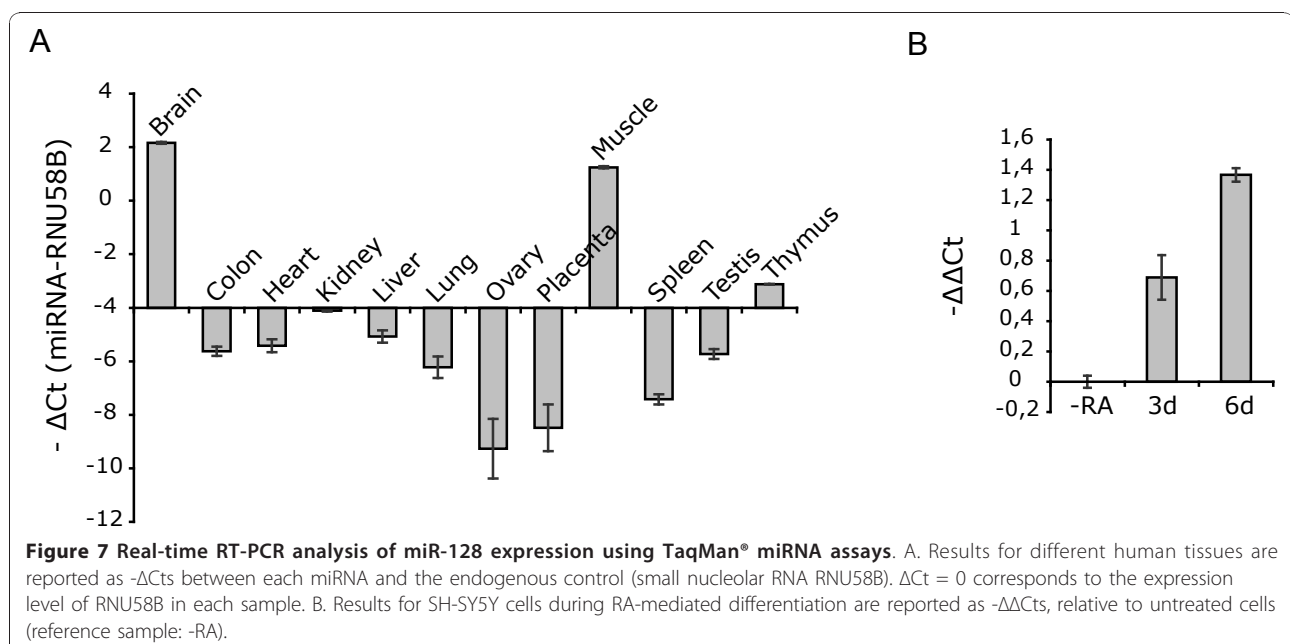 A
B
- ΔCt (miRNA-RNU58B)
4
2
0
-2
-4
-6
-8
-10
-12
Brain
Colon
Heart
Kidney
Liver
Lung
Ovary
Placenta
Muscle
Spleen
Testis
Thymus
-ΔΔCt
1,6
1,4
1,2
1
0,8
0,6
0,4
0,2
0
-0,2
-RA
3d
6d
Figure 7 Real-time RT-PCR analysis of miR-128 expression using TaqMan® miRNA assays. A. Results for different human tissues are
reported as -ΔCts between each miRNA and the endogenous control (small nucleolar RNA RNU58B). ΔCt = 0 corresponds to the expression
level of RNU58B in each sample. B. Results for SH-SY5Y cells during RA-mediated differentiation are reported as -ΔΔCts, relative to untreated cells
(reference sample: -RA).